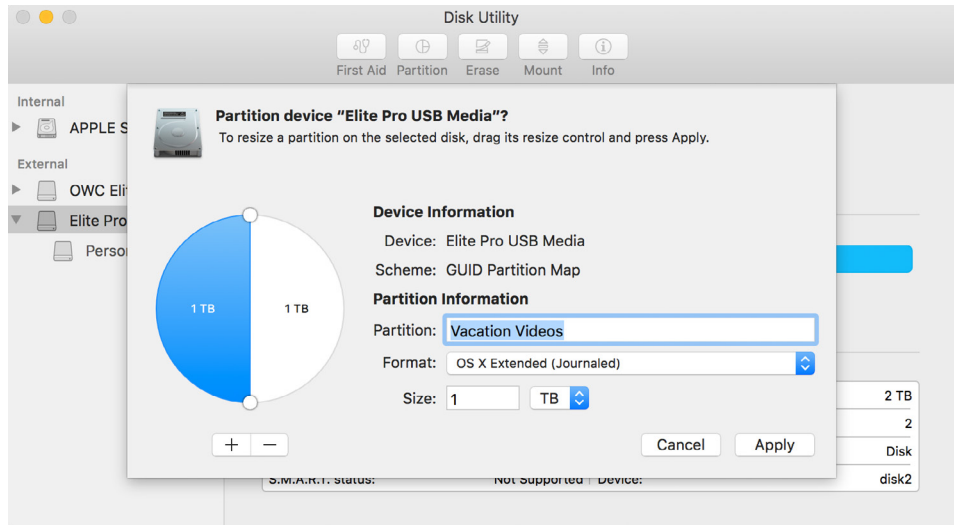 Disk Utility
First Aid Partition Erase Mount Info
Internal
APPLE S
External
OWC Eli
Elite Pro
Perso
Partition device “Elite Pro USB Media”?
To resize a partition on the selected disk, drag its resize control and press Apply.
1 TB
1 TB
Device Information
Device: Elite Pro USB Media
Scheme: GUID Partition Map
Partition Information
Partition: Vacation Videos
Format: OS X Extended (Journaled)
Size: 1 TB
+ −
Cancel Apply
2 TB
2
Disk
S.M.A.R.T. status: Not Supported Device: disk2